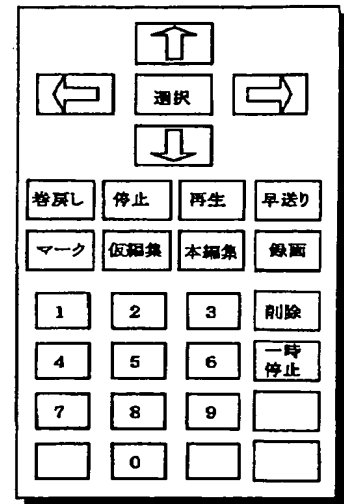 選択
巻戻し 停止 再生 早送り
マーク 仮編集 本編集 録画
1 2 3 削除
4 5 6 一時
停止
7 8 9
0